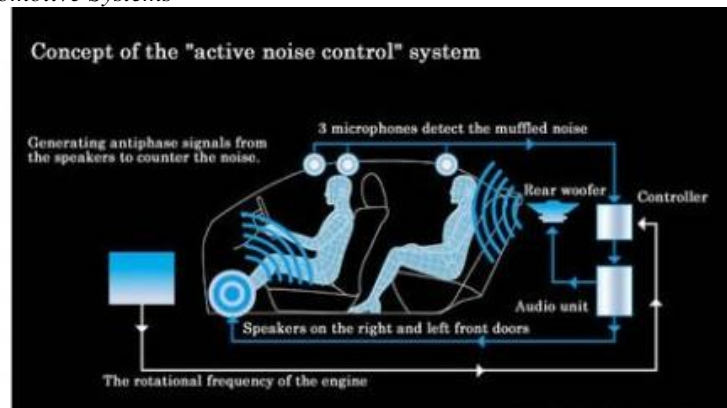 Concept of the "active noise control" system
3 microphones detect the muffled noise
Generating antiphase signals from
the speakers to counter the noise.
Rear woofer
Controller
Audio unit
Speakers on the right and left front doors
The rotational frequency of the engine